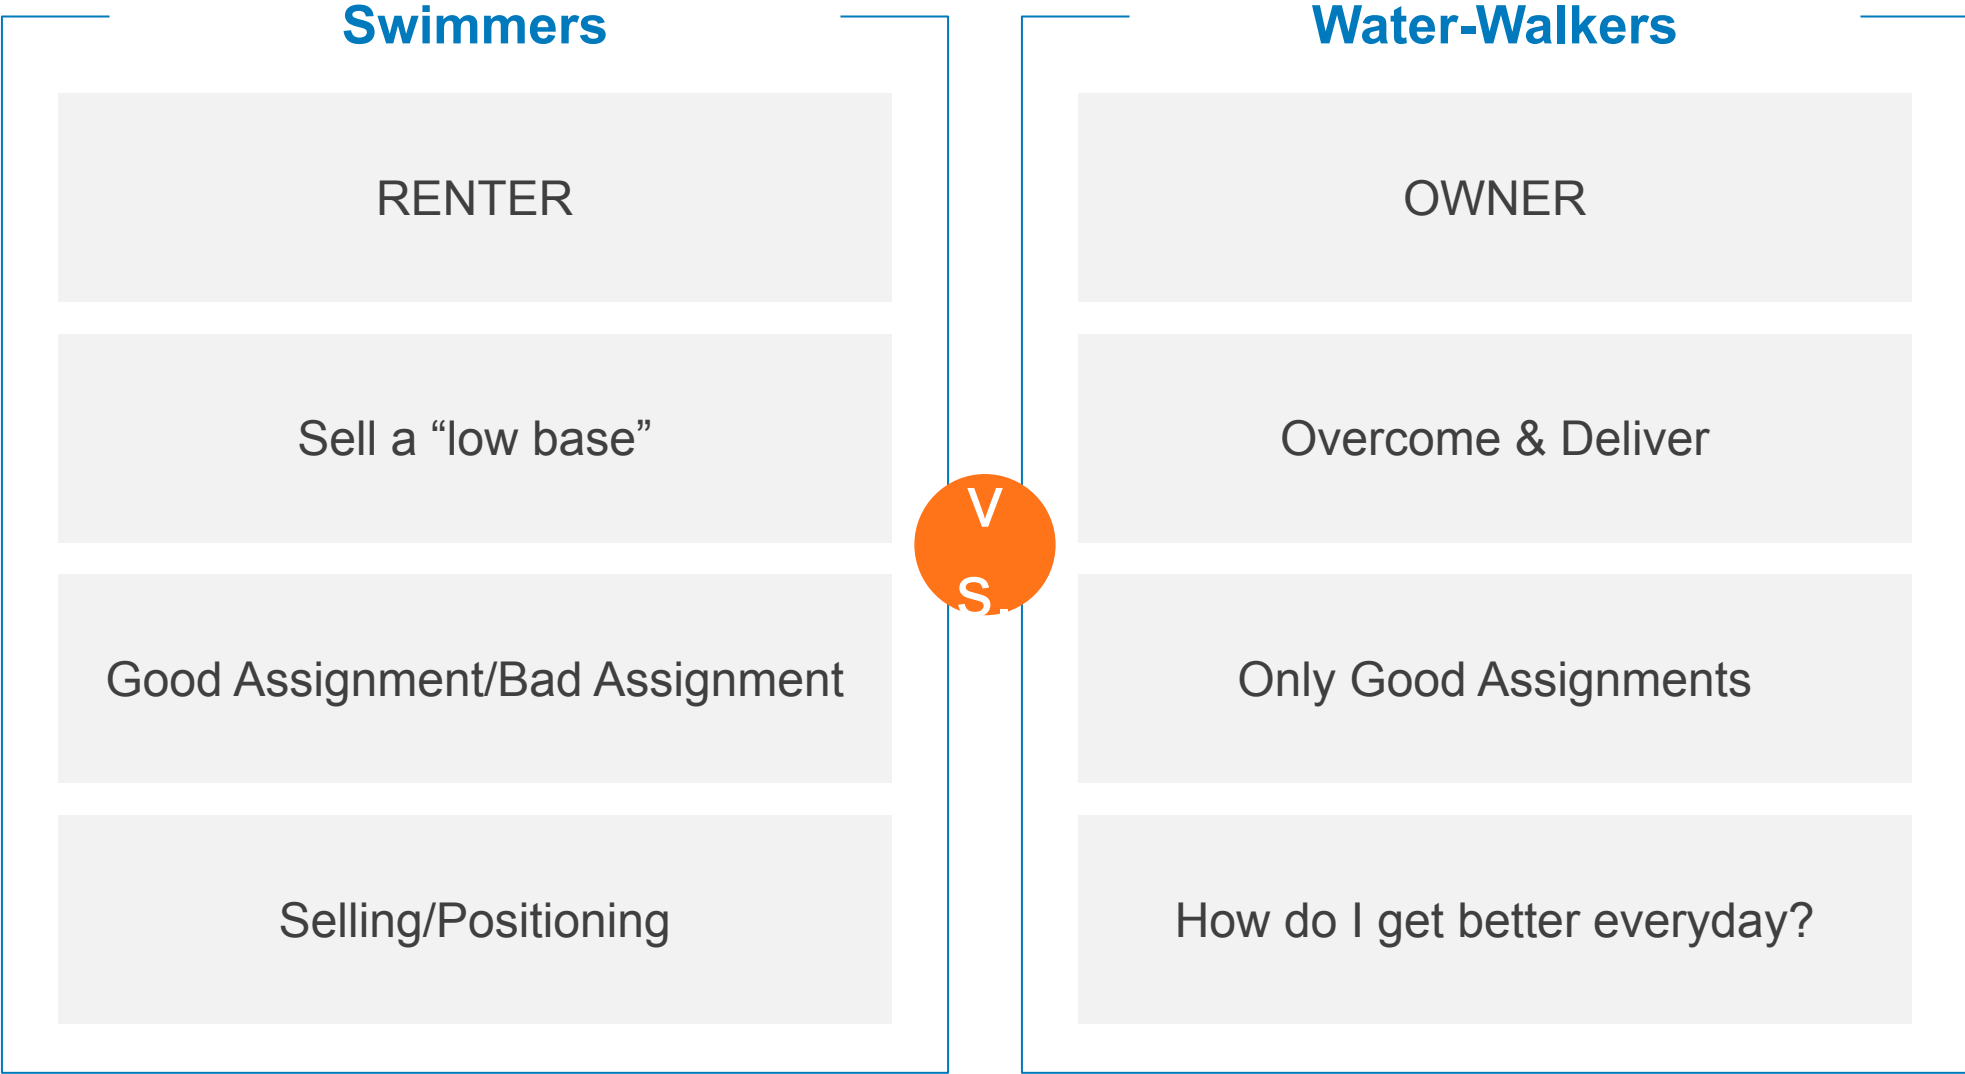 Swimmers
RENTER
Sell a “low base”
Good Assignment/Bad Assignment
Selling/Positioning
V
S.
Water-Walkers
OWNER
Overcome & Deliver
Only Good Assignments
How do I get better everyday?